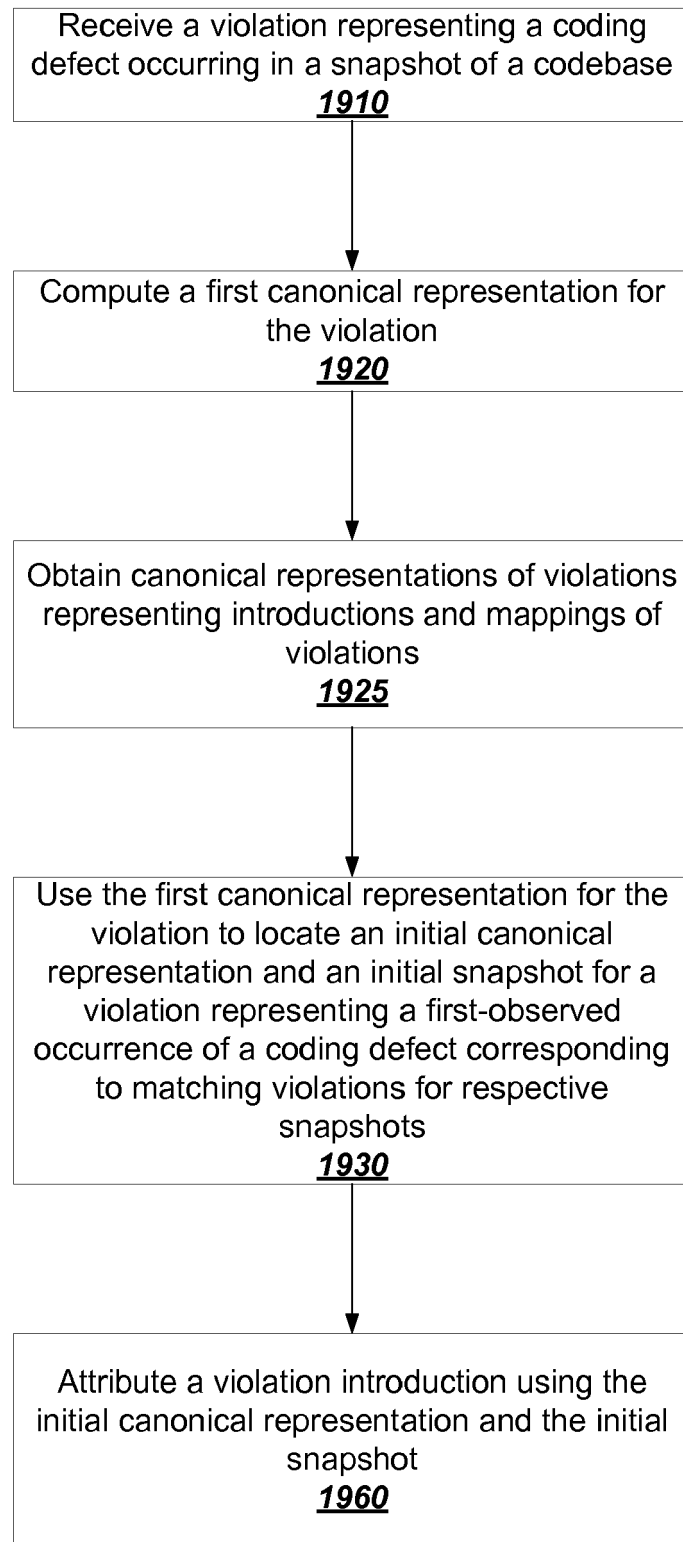 Receive a violation representing a coding
defect occurring in a snapshot of a codebase
1910
Compute a first canonical representation for
the violation
1920
Obtain canonical representations of violations
representing introductions and mappings of
violations
1925
Use the first canonical representation for the
violation to locate an initial canonical
representation and an initial snapshot for a
violation representing a first-observed
occurrence of a coding defect corresponding
to matching violations for respective
snapshots
1930
Attribute a violation introduction using the
initial canonical representation and the initial
snapshot
1960